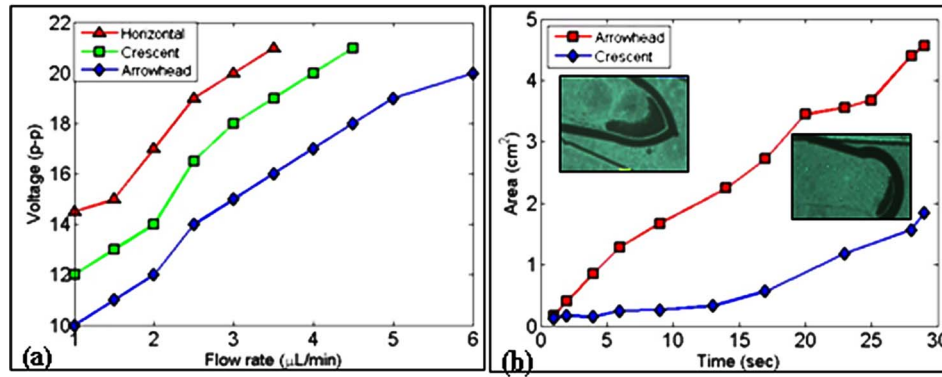 22
20
18
16
14
12
10
Voltage (p-p)
Horizontal
Crescent
Arrowhead
1 2 3 4 5 6
Flow rate (μL/min)
(a)
5
4
3
2
1
0
Area (cm²)
Arrowhead
Crescent
0 5 10 15 20 25 30
Time (sec)
(b)